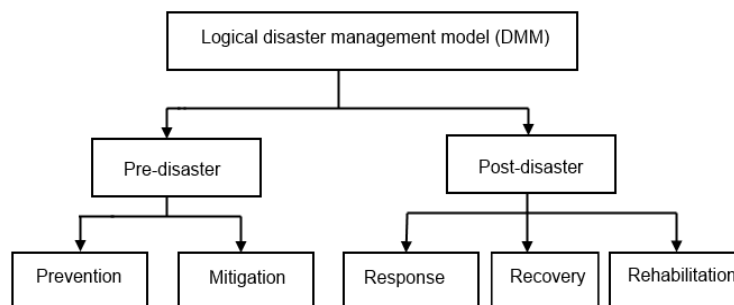 Logical disaster management model (DMM)
Pre-disaster
Post-disaster
Prevention
Mitigation
Response
Recovery
Rehabilitation